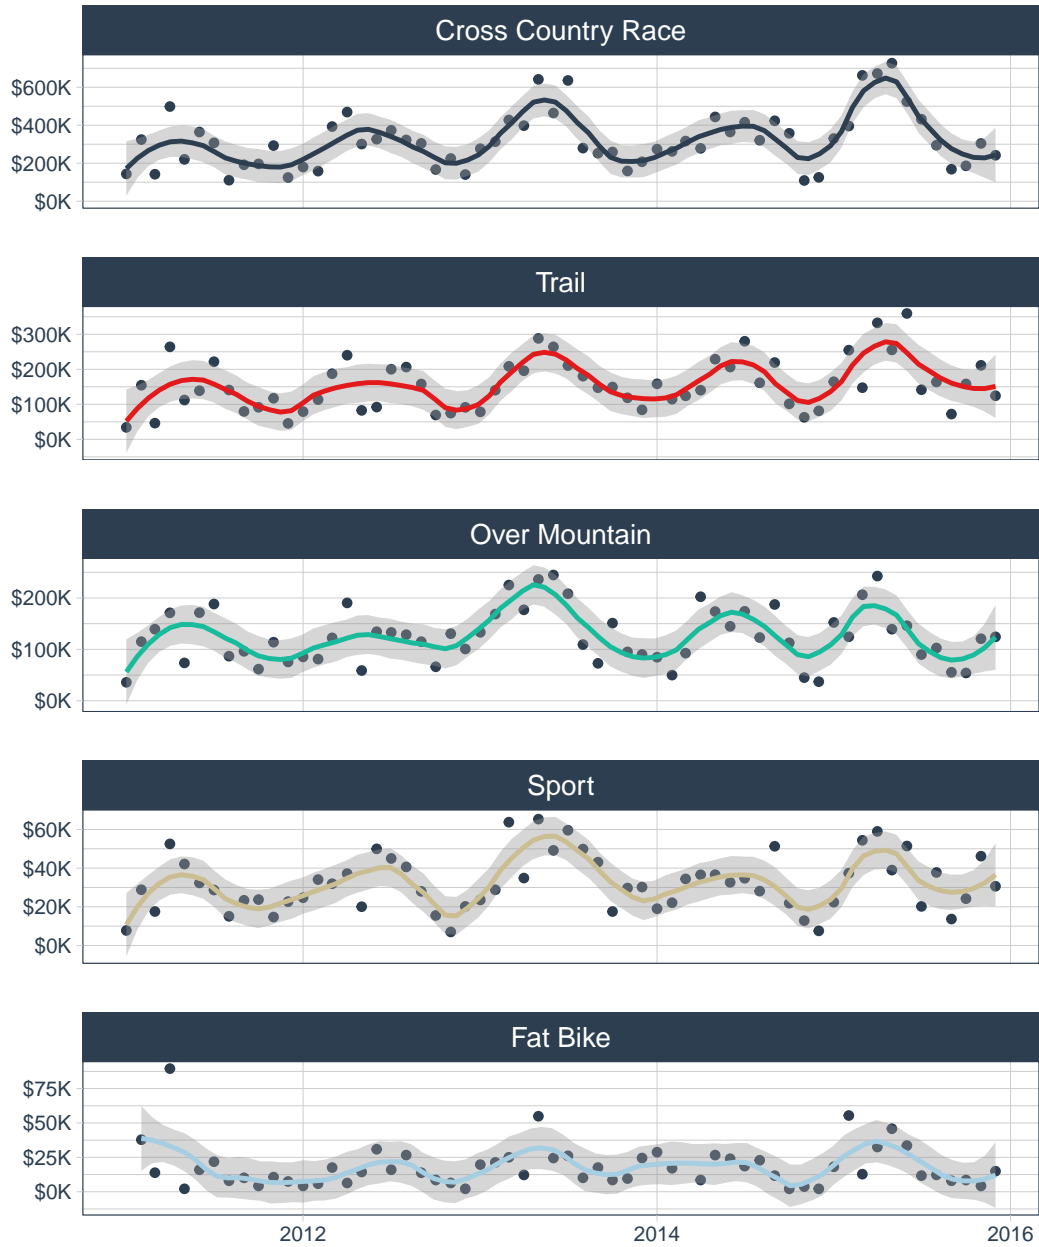 Cross Country Race
$600K
$400K
$200K
$0K
Trail
$300K
$200K
$100K
$0K
Over Mountain
$200K
$100K
$0K
Sport
$60K
$40K
$20K
$0K
Fat Bike
$75K
$50K
$25K
$0K
2012 2014 2016